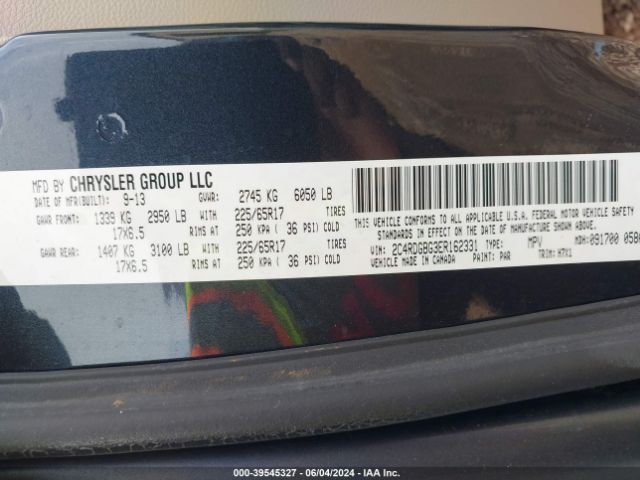 MFD BY CHRYSLER GROUP LLC
DATE OF MFR(BUILT): 9-13 GVWR: 2745 KG 6050 LB
GAWR FRONT: 1339 KG 2950 LB WITH 225/65R17 TIRES
17X6.5 RIMS AT 250 KPA ( 36 PSI) COLD
GAWR REAR: 1407 KG 3100 LB WITH 225/65R17 TIRES
17X6.5 RIMS AT 250 KPA ( 36 PSI) COLD
THIS VEHICLE CONFORMS TO ALL APPLICABLE U.S.A. FEDERAL MOTOR VEHICLE
STANDARDS IN EFFECT ON THE DATE OF MANUFACTURE SHOWN ABOVE
VIN: 2C4RDGBG3ER162331 TYPE: MPV MDH: 091700 058
VEHICLE MADE IN CANADA PAINT: PAR TRIM: H7X1
000-39545327 - 06/04/2024 - IAA Inc.